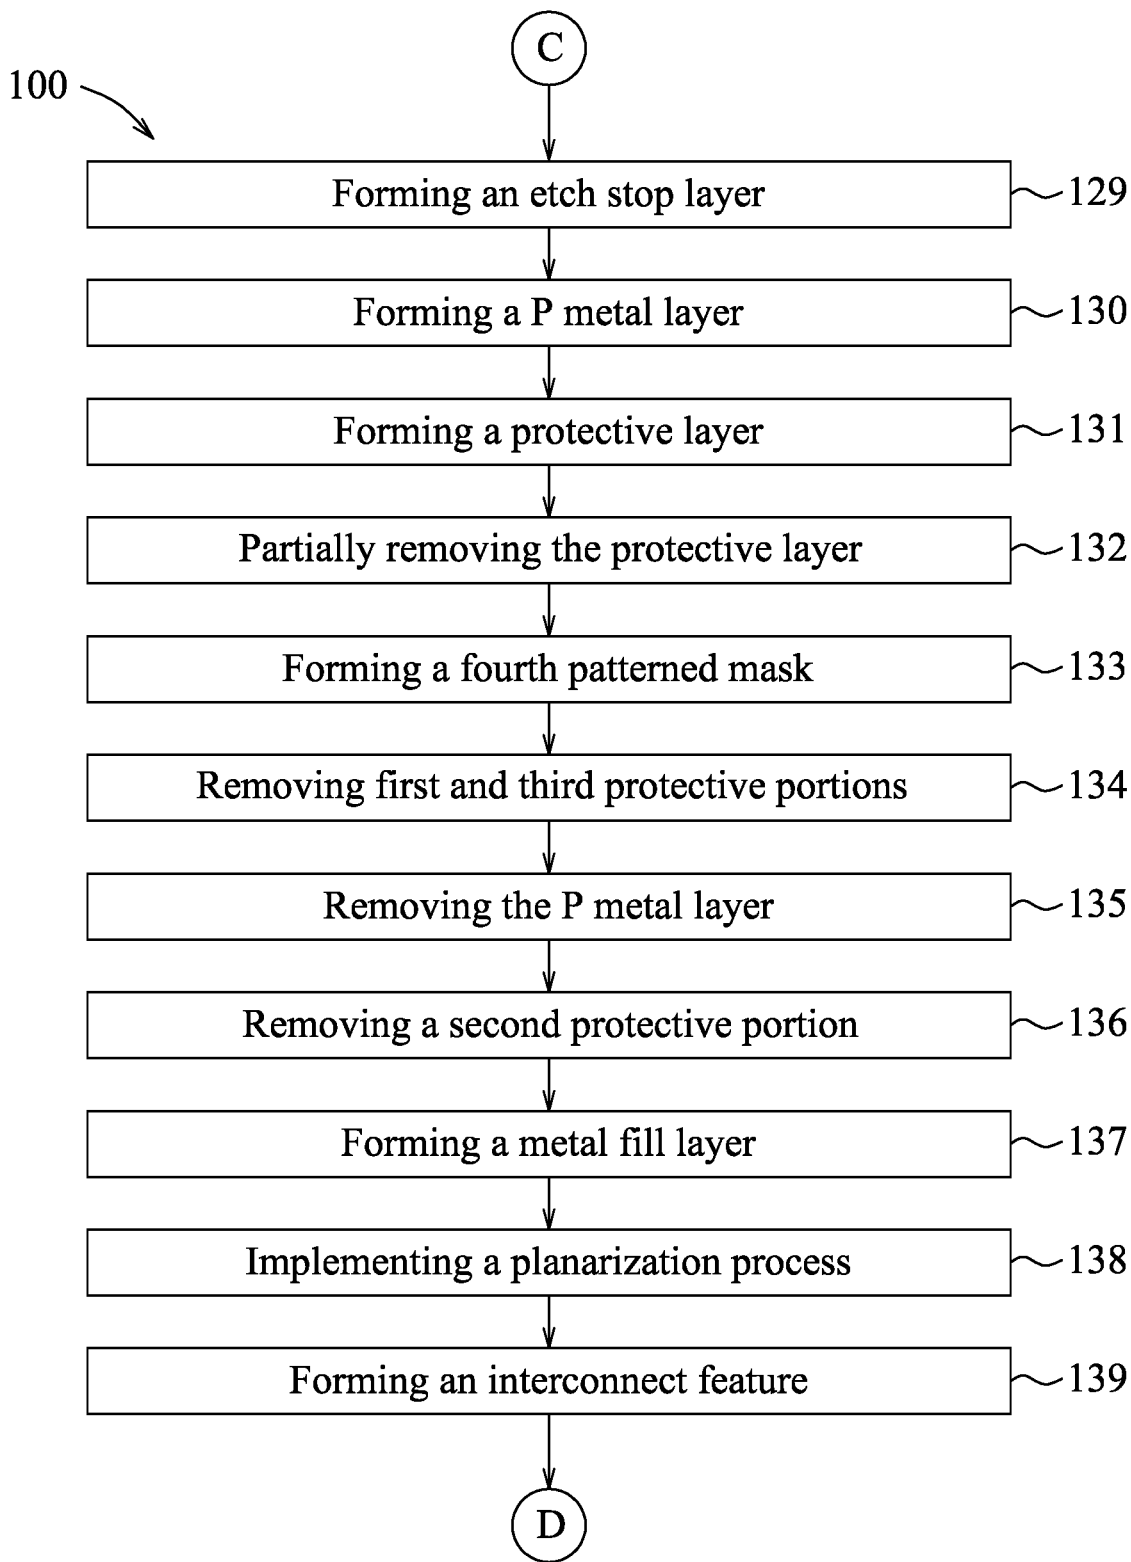 C
100
Forming an etch stop layer 129
Forming a P metal layer 130
Forming a protective layer 131
Partially removing the protective layer 132
Forming a fourth patterned mask 133
Removing first and third protective portions 134
Removing the P metal layer 135
Removing a second protective portion 136
Forming a metal fill layer 137
Implementing a planarization process 138
Forming an interconnect feature 139
D